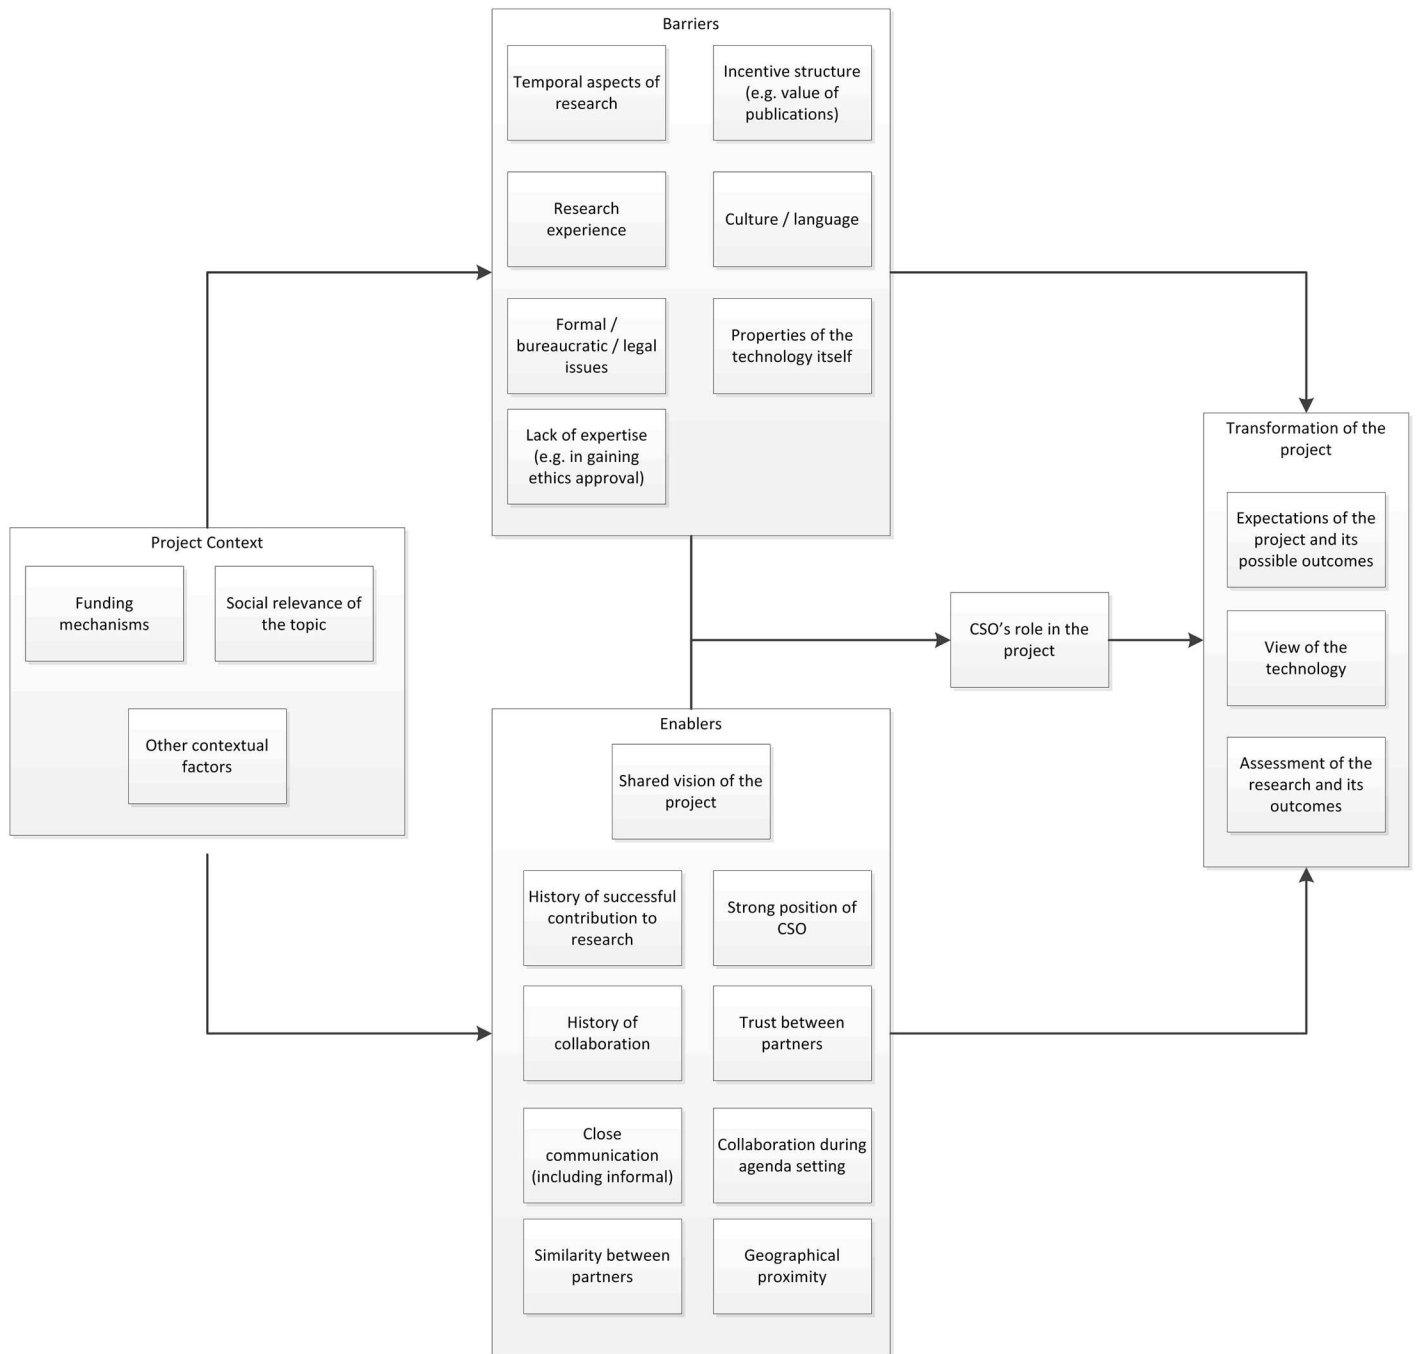 Barriers
Temporal aspects of
research
Incentive structure
(e.g. value of
publications)
Research
experience
Culture / language
Formal /
bureaucratic / legal
issues
Properties of the
technology itself
Lack of expertise
(e.g. in gaining
ethics approval)
Project Context
Funding
mechanisms
Social relevance of
the topic
Other contextual
factors
CSO’s role in the
project
Transformation of the
project
Expectations of the
project and its
possible outcomes
View of the
technology
Assessment of the
research and its
outcomes
Enablers
Shared vision of the
project
History of successful
contribution to
research
Strong position of
CSO
History of
collaboration
Trust between
partners
Close
communication
(including informal)
Collaboration during
agenda setting
Similarity between
partners
Geographical
proximity